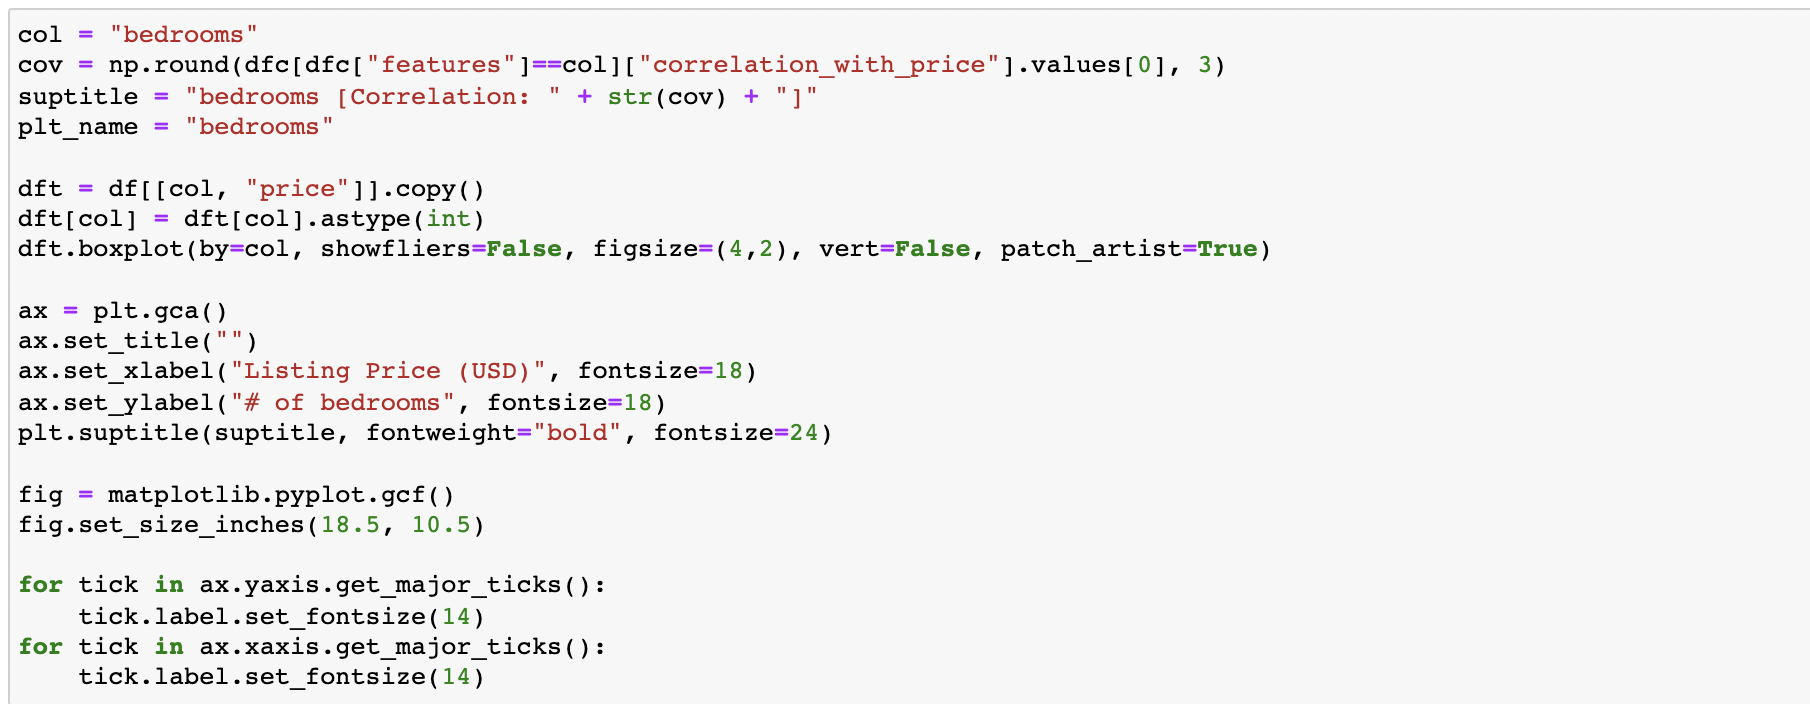 col = "bedrooms"
cov = np.round(dfc[dfc["features"]==col]["correlation_with_price"].values[0], 3)
suptitle = "bedrooms [Correlation: " + str(cov) + "]"
plt_name = "bedrooms"

dft = df[[col, "price"]].copy()
dft[col] = dft[col].astype(int)
dft.boxplot(by=col, showfliers=False, figsize=(4,2), vert=False, patch_artist=True)

ax = plt.gca()
ax.set_title("")
ax.set_xlabel("Listing Price (USD)", fontsize=18)
ax.set_ylabel("# of bedrooms", fontsize=18)
plt.suptitle(suptitle, fontweight="bold", fontsize=24)

fig = matplotlib.pyplot.gcf()
fig.set_size_inches(18.5, 10.5)

for tick in ax.yaxis.get_major_ticks():
    tick.label.set_fontsize(14)
for tick in ax.xaxis.get_major_ticks():
    tick.label.set_fontsize(14)